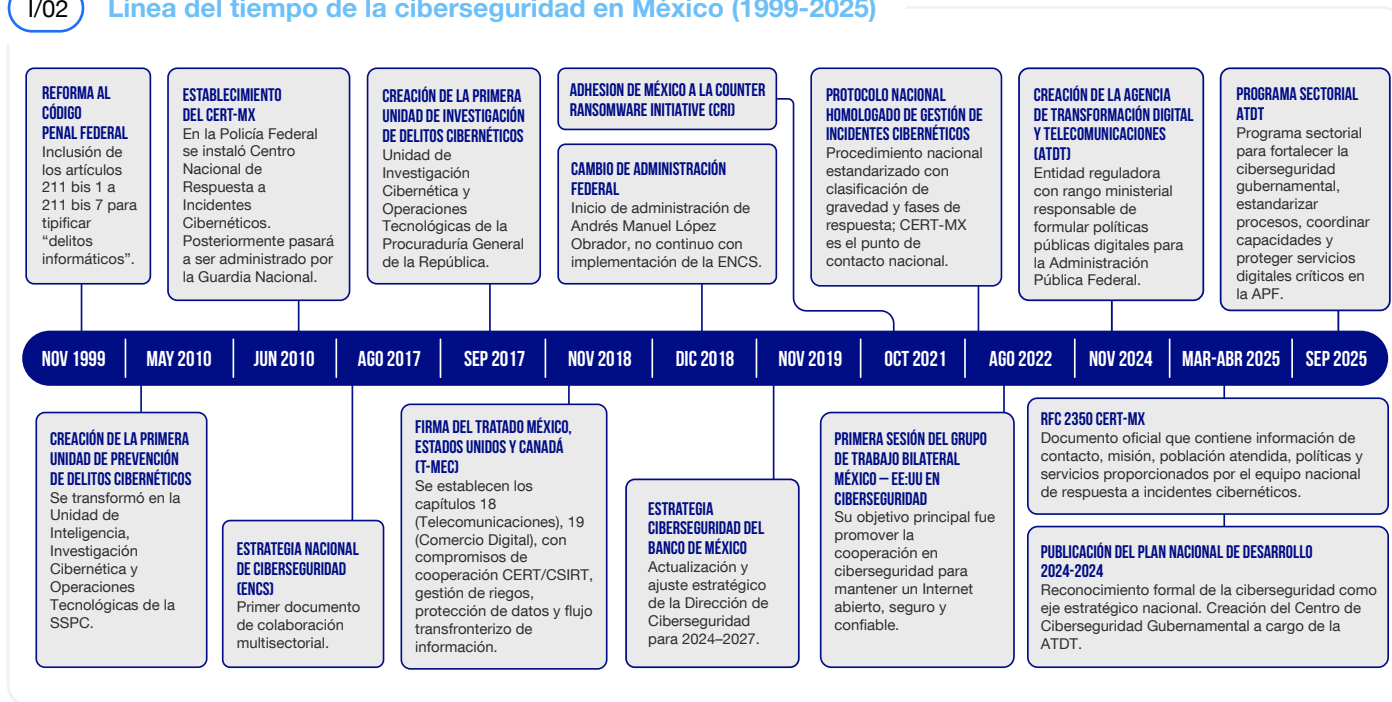 I/02
Línea del tiempo de la ciberseguridad en México (1999-2025)
REFORMA AL
CÓDIGO
PENAL FEDERAL
Inclusión de
los artículos
211 bis 1 a
211 bis 7 para
tipificar
“delitos
informáticos”.
ESTABLECIMIENTO
DEL CERT-MX
En la Policía Federal
se instaló Centro
Nacional de
Respuesta a
Incidentes
Cibernéticos.
Posteriormente pasará
a ser administrado por
la Guardia Nacional.
CREACIÓN DE LA PRIMERA
UNIDAD DE INVESTIGACIÓN
DE DELITOS CIBERNÉTICOS
Unidad de
Investigación
Cibernética y
Operaciones
Tecnológicas de la
Procuraduría General
de la República.
ADHESION DE MÉXICO A LA COUNTER
RANSOMWARE INITIATIVE (CRI)
CAMBIO DE ADMINISTRACIÓN
FEDERAL
Inicio de administración de
Andrés Manuel López
Obrador, no continuo con
implementación de la ENCS.
PROTOCOLO NACIONAL
HOMOLOGADO DE GESTIÓN DE
INCIDENTES CIBERNÉTICOS
Procedimiento nacional
estandarizado con
clasificación de
gravedad y fases de
respuesta; CERT-MX
es el punto de
contacto nacional.
CREACIÓN DE LA AGENCIA
DE TRANSFORMACIÓN DIGITAL
Y TELECOMUNICACIONES
(ATDT)
Entidad reguladora
con rango ministerial
responsable de
formular políticas
públicas digitales para
la Administración
Pública Federal.
PROGRAMA SECTORIAL
ATDT
Programa sectorial
para fortalecer la
ciberseguridad
gubernamental,
estandarizar
procesos, coordinar
capacidades y
proteger servicios
digitales críticos en
la APF.
NOV 1999 MAY 2010 JUN 2010 AGO 2017 SEP 2017 NOV 2018 DIC 2018 NOV 2019 OCT 2021 AGO 2022 NOV 2024 MAR-ABR 2025 SEP 2025
CREACIÓN DE LA PRIMERA
UNIDAD DE PREVENCIÓN
DE DELITOS CIBERNÉTICOS
Se transformó en la
Unidad de
Inteligencia,
Investigación
Cibernética y
Operaciones
Tecnológicas de la
SSPC.
ESTRATEGIA NACIONAL
DE CIBERSEGURIDAD
(ENCS)
Primer documento
de colaboración
multisectorial.
FIRMA DEL TRATADO MÉXICO,
ESTADOS UNIDOS Y CANADÁ
(T-MEC)
Se establecen los
capítulos 18
(Telecomunicaciones), 19
(Comercio Digital), con
compromisos de
cooperación CERT/CSIRT,
gestión de riegos,
protección de datos y flujo
transfronterizo de
información.
ESTRATEGIA
CIBERSEGURIDAD DEL
BANCO DE MÉXICO
Actualización y
ajuste estratégico
de la Dirección de
Ciberseguridad
para 2024–2027.
PRIMERA SESIÓN DEL GRUPO
DE TRABAJO BILATERAL
MÉXICO – EE:UU EN
CIBERSEGURIDAD
Su objetivo principal fue
promover la
cooperación en
ciberseguridad para
mantener un Internet
abierto, seguro y
confiable.
RFC 2350 CERT-MX
Documento oficial que contiene información de
contacto, misión, población atendida, políticas y
servicios proporcionados por el equipo nacional
de respuesta a incidentes cibernéticos.
PUBLICACIÓN DEL PLAN NACIONAL DE DESARROLLO
2024-2024
Reconocimiento formal de la ciberseguridad como
eje estratégico nacional. Creación del Centro de
Ciberseguridad Gubernamental a cargo de la
ATDT.